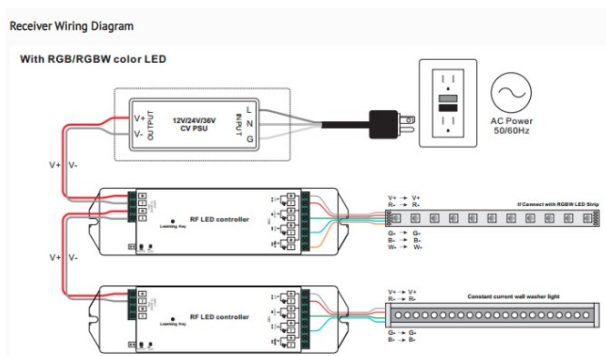 Receiver Wiring Diagram
With RGB/RGBW color LED
V+
V-
OUTPUT
12V/24V/36V
CV PSU
INPUT
L
N
G
AC Power
50/60Hz
V+ V-
RF LED controller
Learning Key
V+ → V+
R- → R-
If Connect with RGBW LED Strip
G- → G-
B- → B-
W- → W-
V+ V-
RF LED controller
Learning Key
V+ → V+
R- → R-
Constant current wall washer light
G- → G-
B- → B-